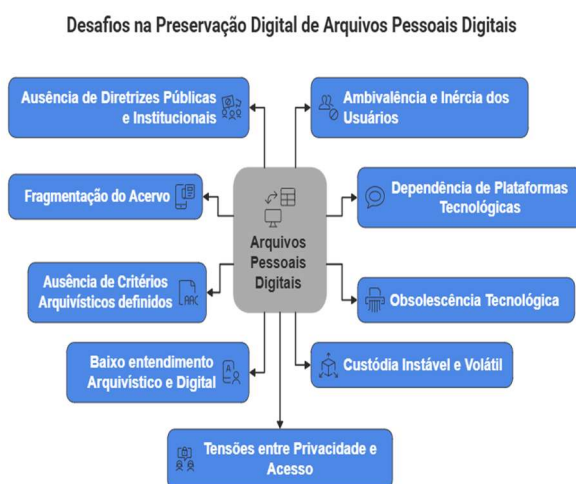 Desafios na Preservação Digital de Arquivos Pessoais Digitais
Ausência de Diretrizes Públicas
e Institucionais
Ambivalência e Inércia dos
Usuários
Fragmentação do Acervo
Dependência de Plataformas
Tecnológicas
Arquivos
Pessoais
Digitais
Ausência de Critérios
Arquivísticos definidos
Obsolescência Tecnológica
Baixo entendimento
Arquivístico e Digital
Custódia Instável e Volátil
Tensões entre Privacidade e
Acesso